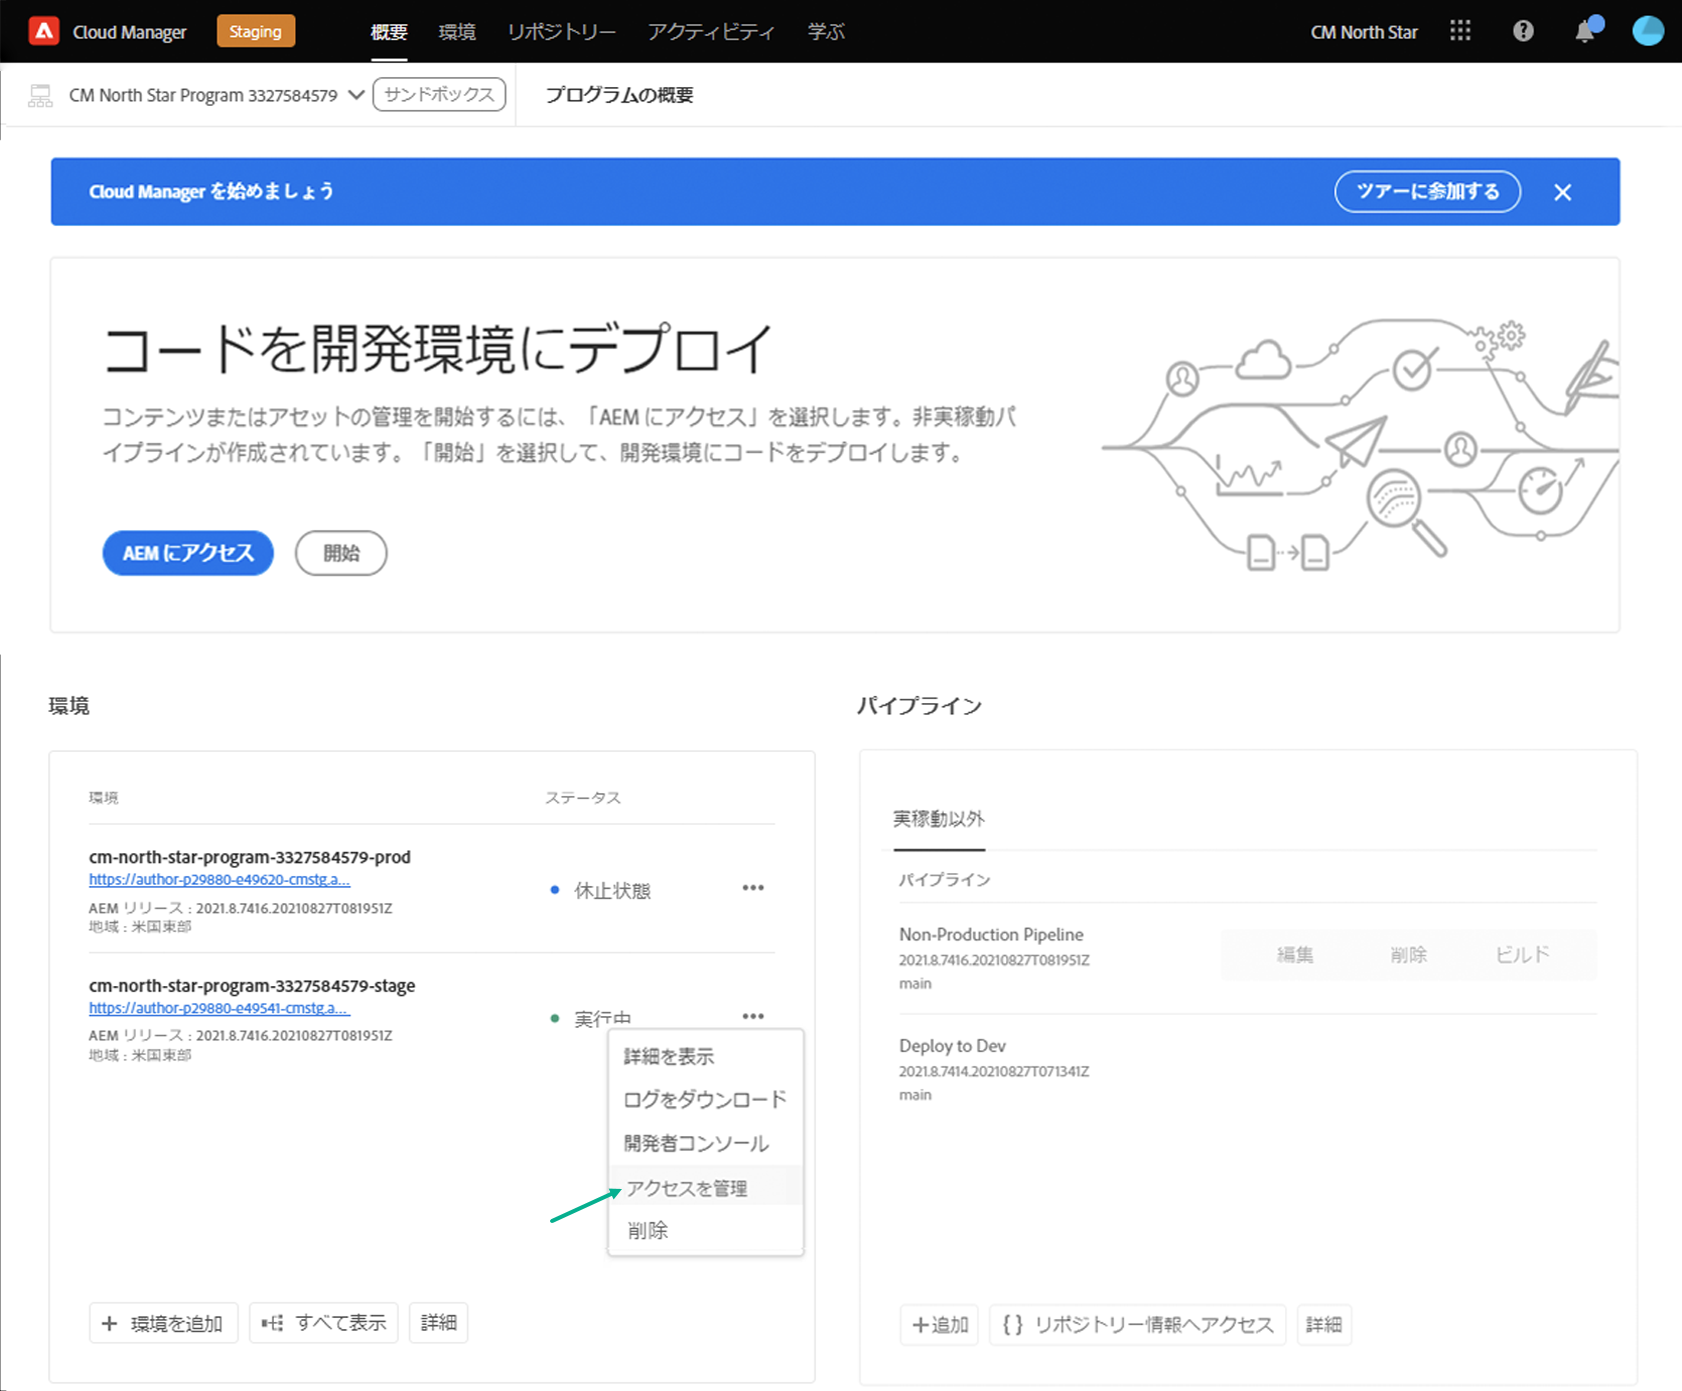 Cloud Manager
Staging
概要
環境
リポジトリー
アクティビティ
学ぶ
CM North Star
CM North Star Program 3327584579
サンドボックス
プログラムの概要
Cloud Manager を始めましょう
ツアーに参加する
コードを開発環境にデプロイ
コンテンツまたはアセットの管理を開始するには、「AEM にアクセス」を選択します。非実稼動パ
イプラインが作成されています。「開始」を選択して、開発環境にコードをデプロイします。
AEM にアクセス
開始
環境
環境
ステータス
cm-north-star-program-3327584579-prod
https://author-p29880-e49620-cmstg.a...
休止状態
AEM リリース : 2021.8.7416.20210827T081951Z
地域 : 米国東部
cm-north-star-program-3327584579-stage
https://author-p29880-e49541-cmstg.a...
実行中
AEM リリース : 2021.8.7416.20210827T081951Z
地域 : 米国東部
詳細を表示
ログをダウンロード
開発者コンソール
アクセスを管理
削除
+ 環境を追加
すべて表示
詳細
パイプライン
実稼動以外
パイプライン
Non-Production Pipeline
2021.8.7416.20210827T081951Z
main
編集
削除
ビルド
Deploy to Dev
2021.8.7414.20210827T071341Z
main
+追加
{ } リポジトリー情報へアクセス
詳細